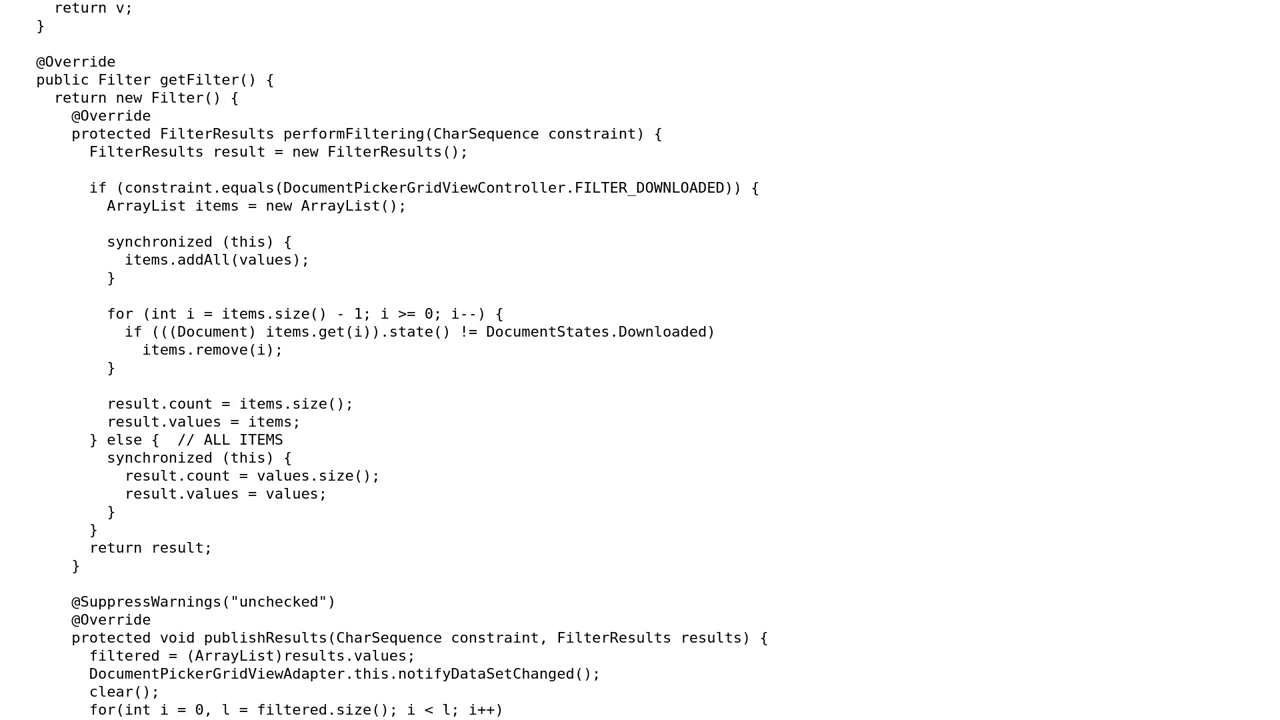 return v;
}
@Override
public Filter getFilter() {
return new Filter() {
@Override
protected FilterResults performFiltering(CharSequence constraint) {
FilterResults result = new FilterResults();
if (constraint.equals(DocumentPickerGridViewController.FILTER_DOWNLOADED)) {
ArrayList items = new ArrayList();
synchronized (this) {
items.addAll(values);
}
for (int i = items.size() - 1; i >= 0; i--) {
if (((Document) items.get(i)).state() != DocumentStates.Downloaded)
items.remove(i);
}
result.count = items.size();
result.values = items;
} else {  // ALL ITEMS
synchronized (this) {
result.count = values.size();
result.values = values;
}
}
return result;
}
@SuppressWarnings("unchecked")
@Override
protected void publishResults(CharSequence constraint, FilterResults results) {
filtered = (ArrayList)results.values;
DocumentPickerGridViewAdapter.this.notifyDataSetChanged();
clear();
for(int i = 0, l = filtered.size(); i < l; i++)